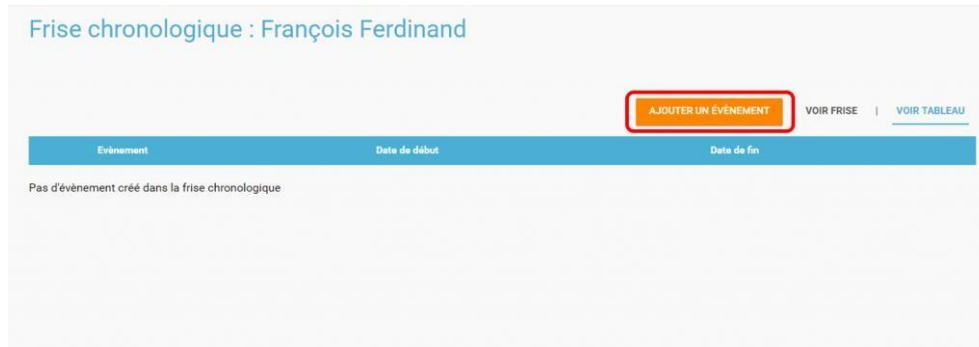 Frise chronologique : François Ferdinand
AJOUTER UN ÉVÈNEMENT VOIR FRISE | VOIR TABLEAU
Evènement Date de début Date de fin
Pas d'évènement créé dans la frise chronologique